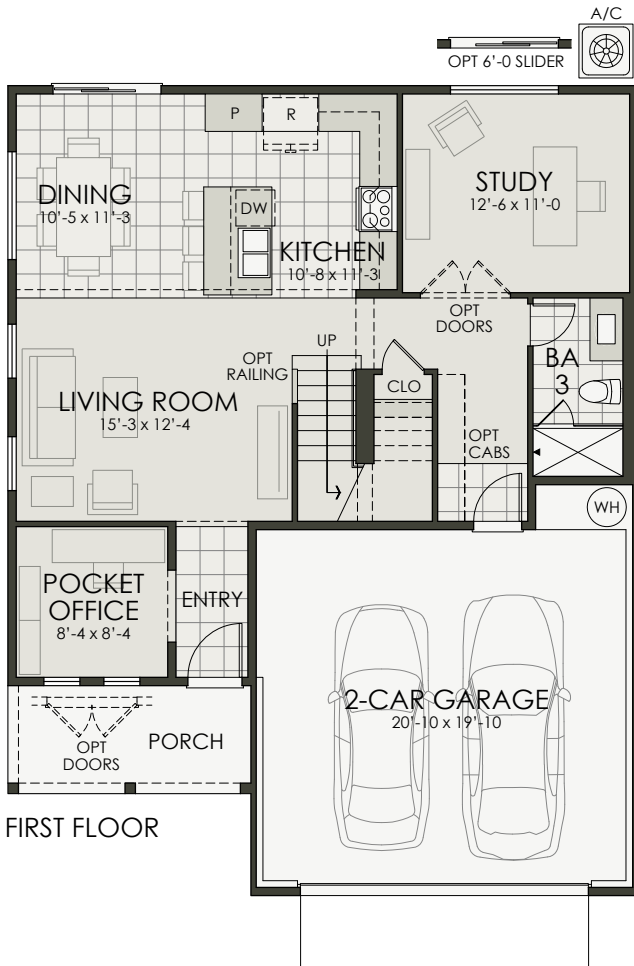 A/C
OPT 6'-0 SLIDER
P
R
DINING
10'-5 x 11'-3
DW
KITCHEN
10'-8 x 11'-3
STUDY
12'-6 x 11'-0
OPT
DOORS
UP
OPT
RAILING
CLO
BA
3
LIVING ROOM
15'-3 x 12'-4
OPT
CABS
WH
POCKET
OFFICE
8'-4 x 8'-4
ENTRY
2-CAR GARAGE
20'-10 x 19'-10
PORCH
OPT
DOORS
FIRST FLOOR